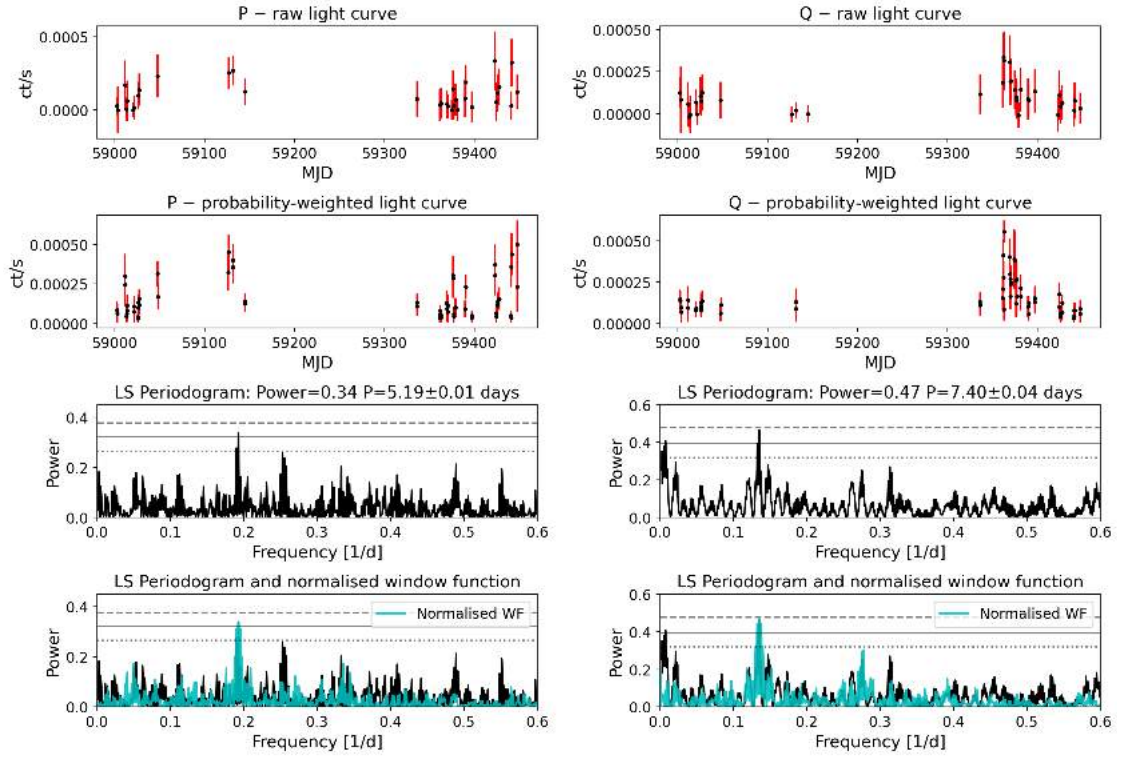 P − raw light curve
0.0005
0.0000
ct/s
59000 59100 59200 59300 59400
MJD
Q − raw light curve
0.00050
0.00025
0.00000
ct/s
59000 59100 59200 59300 59400
MJD
P − probability-weighted light curve
0.00050
0.00025
0.00000
ct/s
59000 59100 59200 59300 59400
MJD
Q − probability-weighted light curve
0.00050
0.00025
0.00000
ct/s
59000 59100 59200 59300 59400
MJD
LS Periodogram: Power=0.34 P=5.19±0.01 days
0.4
0.2
0.0
Power
0.0 0.1 0.2 0.3 0.4 0.5 0.6
Frequency [1/d]
LS Periodogram: Power=0.47 P=7.40±0.04 days
0.6
0.4
0.2
0.0
Power
0.0 0.1 0.2 0.3 0.4 0.5 0.6
Frequency [1/d]
LS Periodogram and normalised window function
Normalised WF
0.4
0.2
0.0
Power
0.0 0.1 0.2 0.3 0.4 0.5 0.6
Frequency [1/d]
LS Periodogram and normalised window function
Normalised WF
0.6
0.4
0.2
0.0
Power
0.0 0.1 0.2 0.3 0.4 0.5 0.6
Frequency [1/d]